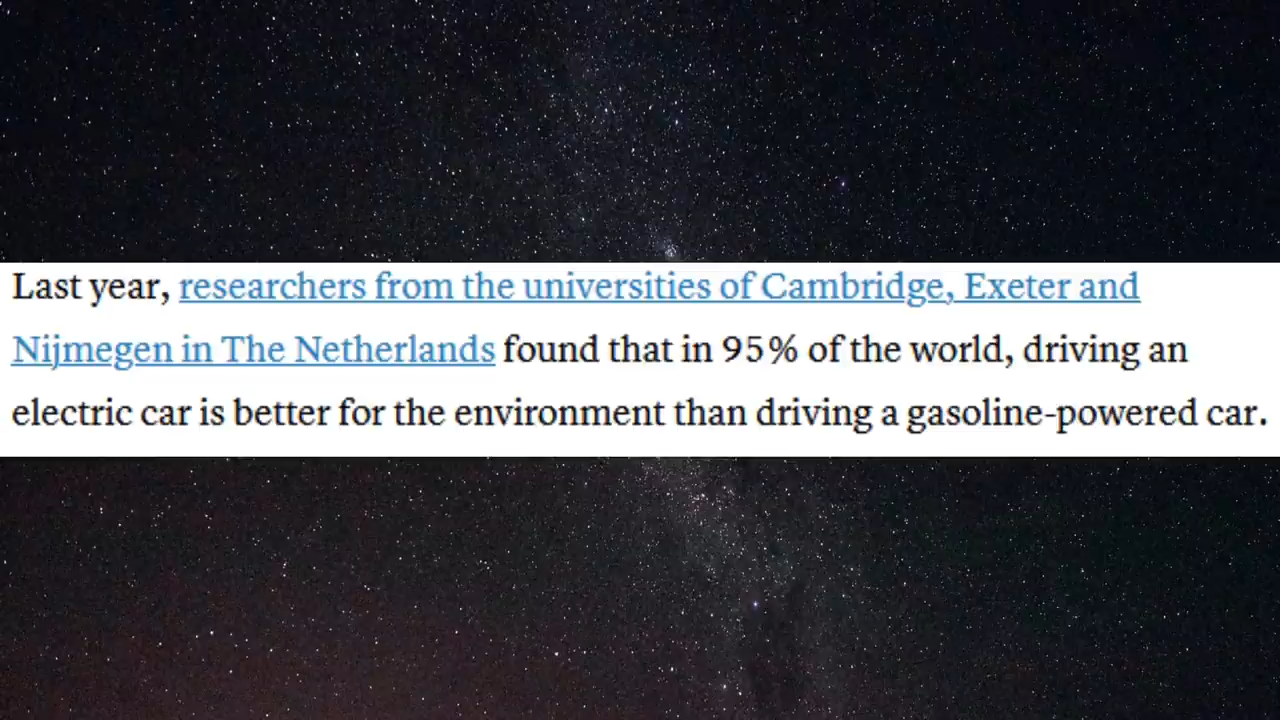 Last year, researchers from the universities of Cambridge, Exeter and
Nijmegen in The Netherlands found that in 95% of the world, driving an
electric car is better for the environment than driving a gasoline-powered car.